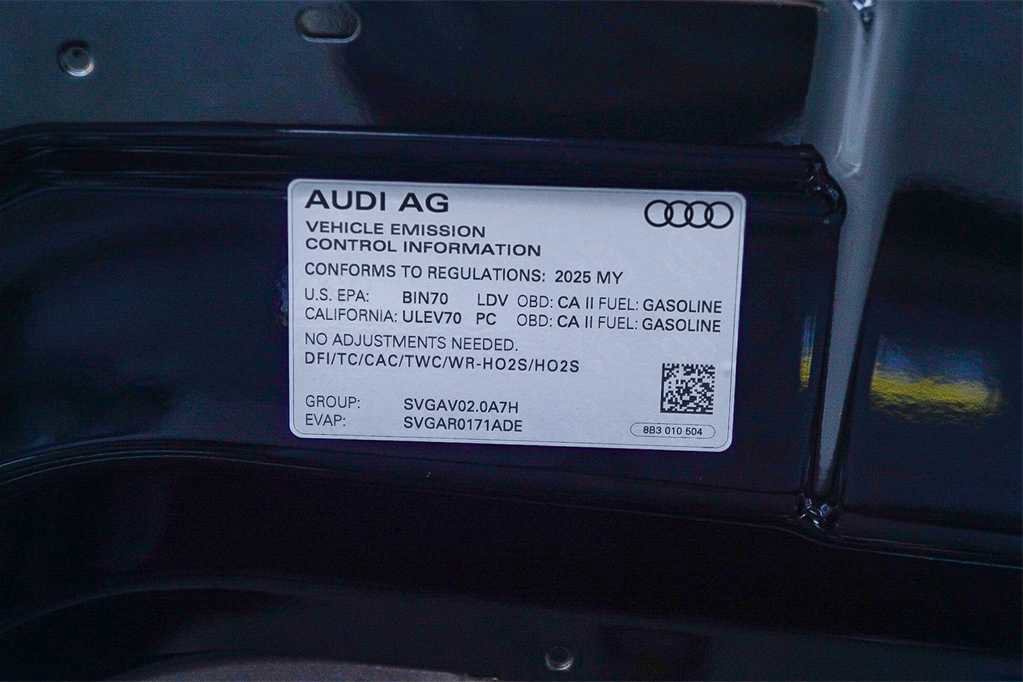 AUDI AG
VEHICLE EMISSION
CONTROL INFORMATION
CONFORMS TO REGULATIONS: 2025 MY
U.S. EPA: BIN70 LDV OBD: CA II FUEL: GASOLINE
CALIFORNIA: ULEV70 PC OBD: CA II FUEL: GASOLINE
NO ADJUSTMENTS NEEDED.
DFI/TC/CAC/TWC/WR-HO2S/HO2S
GROUP: SVGAV02.0A7H
EVAP: SVGAR0171ADE
8B3 010 504